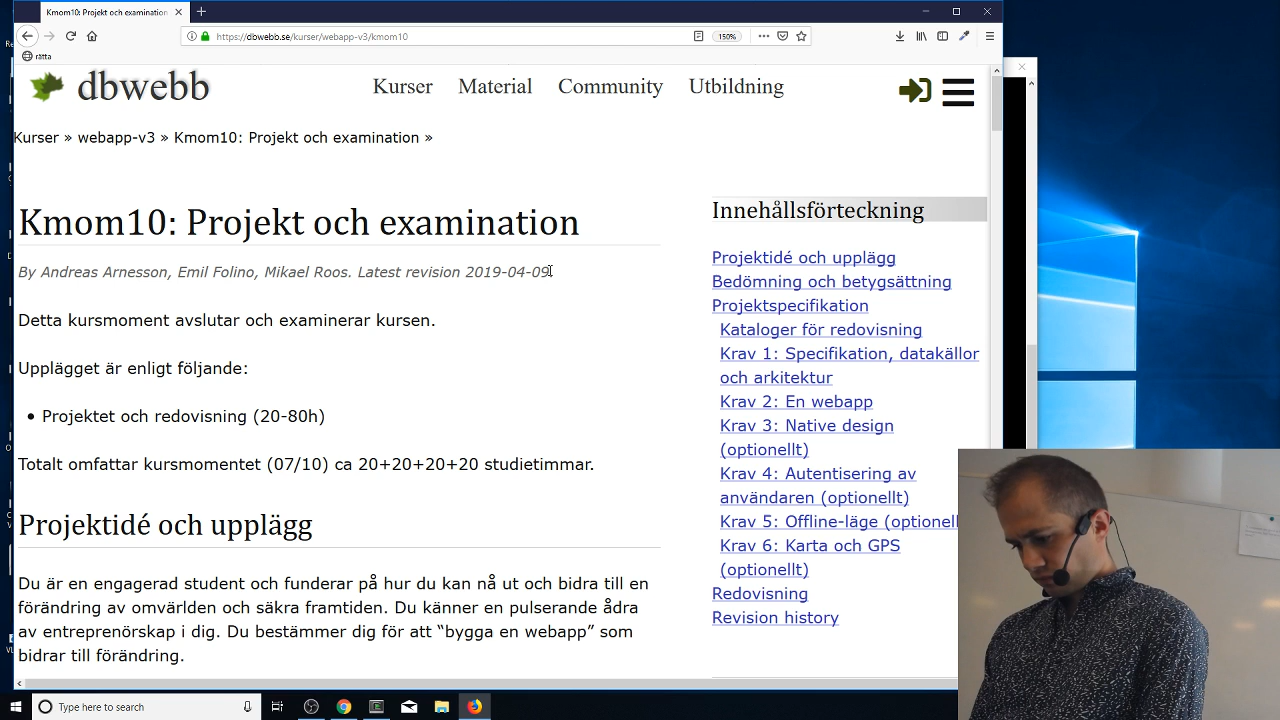 Kmom10: Projekt och examination
https://dbwebb.se/kurser/webapp-v3/kmom10
150%
rätta
dbwebb
Kurser Material Community Utbildning
Kurser » webapp-v3 » Kmom10: Projekt och examination »
Kmom10: Projekt och examination
By Andreas Arnesson, Emil Folino, Mikael Roos. Latest revision 2019-04-09.
Detta kursmoment avslutar och examinerar kursen.
Upplägget är enligt följande:
• Projektet och redovisning (20-80h)
Totalt omfattar kursmomentet (07/10) ca 20+20+20+20 studietimmar.
Projektidé och upplägg
Du är en engagerad student och funderar på hur du kan nå ut och bidra till en
förändring av omvärlden och säkra framtiden. Du känner en pulserande ådra
av entreprenörskap i dig. Du bestämmer dig för att “bygga en webapp” som
bidrar till förändring.
Innehållsförteckning
Projektidé och upplägg
Bedömning och betygsättning
Projektspecifikation
Kataloger för redovisning
Krav 1: Specifikation, datakällor
och arkitektur
Krav 2: En webapp
Krav 3: Native design
(optionellt)
Krav 4: Autentisering av
användaren (optionellt)
Krav 5: Offline-läge (optionell
Krav 6: Karta och GPS
(optionellt)
Redovisning
Revision history
Type here to search